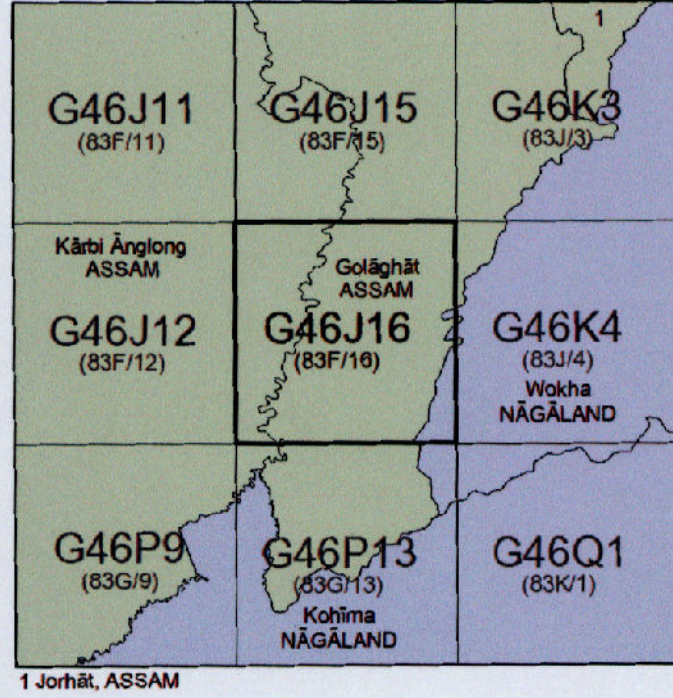 1
G46J11
(83F/11)
G46J15
(83F/15)
G46K3
(83J/3)
Kārbi Ānglong
ASSAM
G46J12
(83F/12)
Golāghāt
ASSAM
G46J16
(83F/16)
G46K4
(83J/4)
Wokha
NĀGĀLAND
G46P9
(83G/9)
G46P13
(83G/13)
Kohīma
NĀGĀLAND
G46Q1
(83K/1)
1 Jorhāt, ASSAM